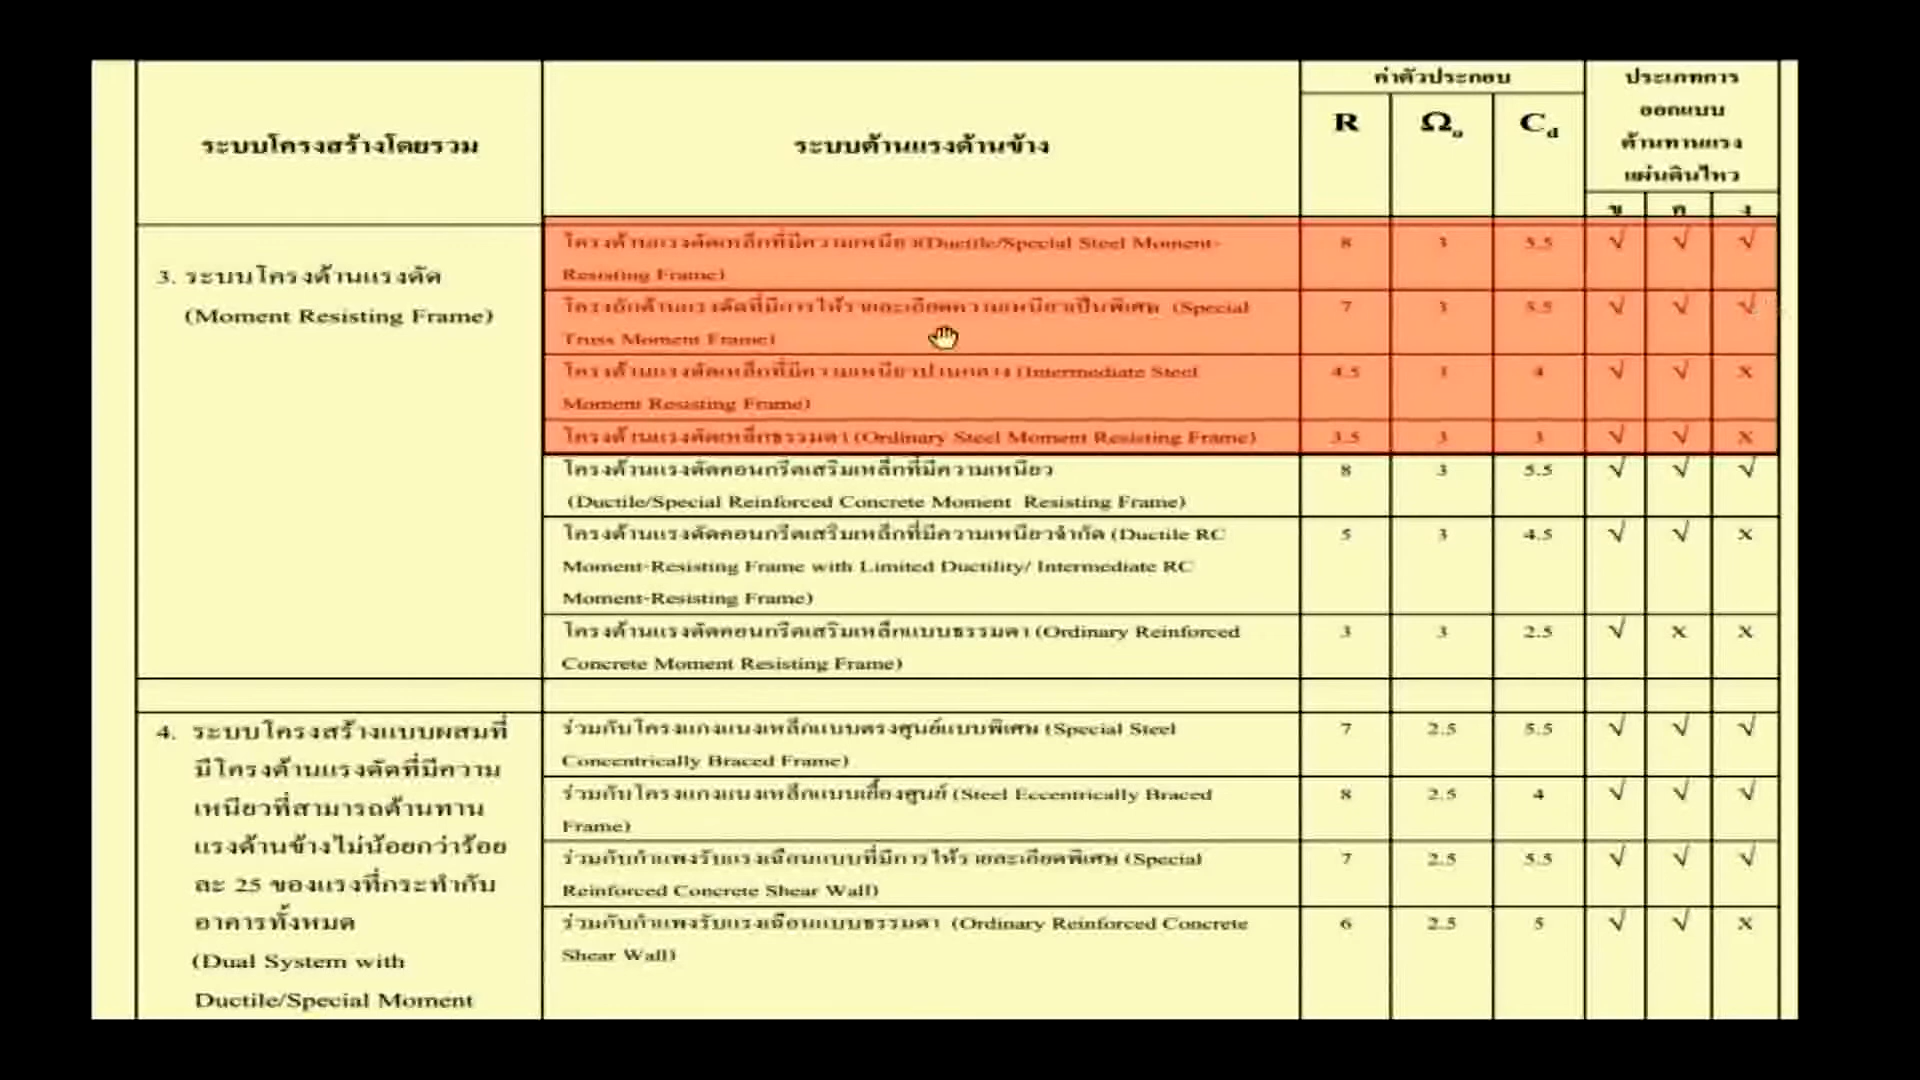 ระบบโครงสร้างโดยรวม
ระบบต้านแรงด้านข้าง
ค่าตัวประกอบ
R
Ωₒ
C_d
ประเภทการ
ออกแบบ
ต้านทานแรง
แผ่นดินไหว
ข ค ง
3. ระบบโครงต้านแรงดัด
(Moment Resisting Frame)
โครงต้านแรงดัดเหล็กที่มีความเหนียว(Ductile/Special Steel Moment- 8 3 5.5 √ √ √
Resisting Frame)
โครงถักต้านแรงดัดที่มีการให้รายละเอียดความเหนียวเป็นพิเศษ (Special 7 3 5.5 √ √ √
Truss Moment Frame)
โครงต้านแรงดัดเหล็กที่มีความเหนียวปานกลาง (Intermediate Steel 4.5 3 4 √ √ X
Moment Resisting Frame)
โครงต้านแรงดัดเหล็กธรรมดา (Ordinary Steel Moment Resisting Frame) 3.5 3 3 √ √ X
โครงต้านแรงดัดคอนกรีตเสริมเหล็กที่มีความเหนียว 8 3 5.5 √ √ √
(Ductile/Special Reinforced Concrete Moment Resisting Frame)
โครงต้านแรงดัดคอนกรีตเสริมเหล็กที่มีความเหนียวจำกัด (Ductile RC 5 3 4.5 √ √ X
Moment-Resisting Frame with Limited Ductility/ Intermediate RC
Moment-Resisting Frame)
โครงต้านแรงดัดคอนกรีตเสริมเหล็กแบบธรรมดา (Ordinary Reinforced 3 3 2.5 √ X X
Concrete Moment Resisting Frame)
4. ระบบโครงสร้างแบบผสมที่
มีโครงต้านแรงดัดที่มีความ
เหนียวที่สามารถต้านทาน
แรงด้านข้างไม่น้อยกว่าร้อย
ละ 25 ของแรงที่กระทำกับ
อาคารทั้งหมด
(Dual System with
Ductile/Special Moment
ร่วมกับโครงแกงแนงเหล็กแบบตรงศูนย์แบบพิเศษ (Special Steel 7 2.5 5.5 √ √ √
Concentrically Braced Frame)
ร่วมกับโครงแกงแนงเหล็กแบบเยื้องศูนย์ (Steel Eccentrically Braced 8 2.5 4 √ √ √
Frame)
ร่วมกับกำแพงรับแรงเฉือนแบบที่มีการให้รายละเอียดพิเศษ (Special 7 2.5 5.5 √ √ √
Reinforced Concrete Shear Wall)
ร่วมกับกำแพงรับแรงเฉือนแบบธรรมดา (Ordinary Reinforced Concrete 6 2.5 5 √ √ X
Shear Wall)